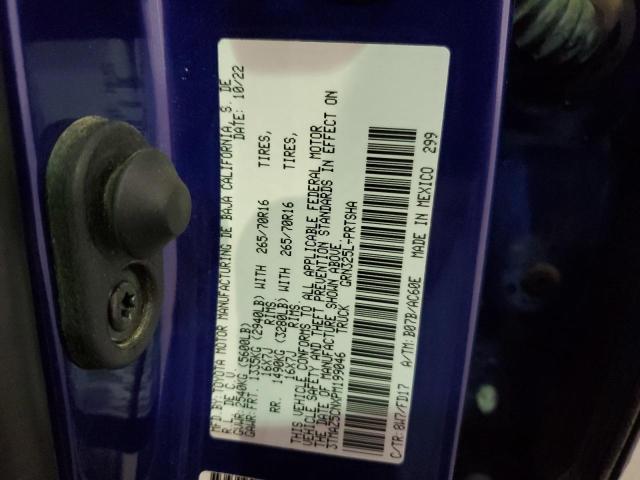 MFD. BY: TOYOTA MOTOR MANUFACTURING DE BAJA CALIFORNIA, S. DE
R. L. DE C.V. DATE: 10/22
GVWR: 2540KG (5600LB)
GAWR: FRT. 1335KG (2940LB) WITH 265/70R16 TIRES,
16X7J RIMS,
RR. 1490KG (3280LB) WITH 265/70R16 TIRES,
16X7J RIMS.
THIS VEHICLE CONFORMS TO ALL APPLICABLE FEDERAL MOTOR
VEHICLE SAFETY AND THEFT PREVENTION STANDARDS IN EFFECT ON
THE DATE OF MANUFACTURE SHOWN ABOVE.
3TMAZ5CNXPM199046 TRUCK GRN325L-PRTSHA
C/TR: 8W7/FD17 A/TM: B07B/AC60E MADE IN MEXICO 299